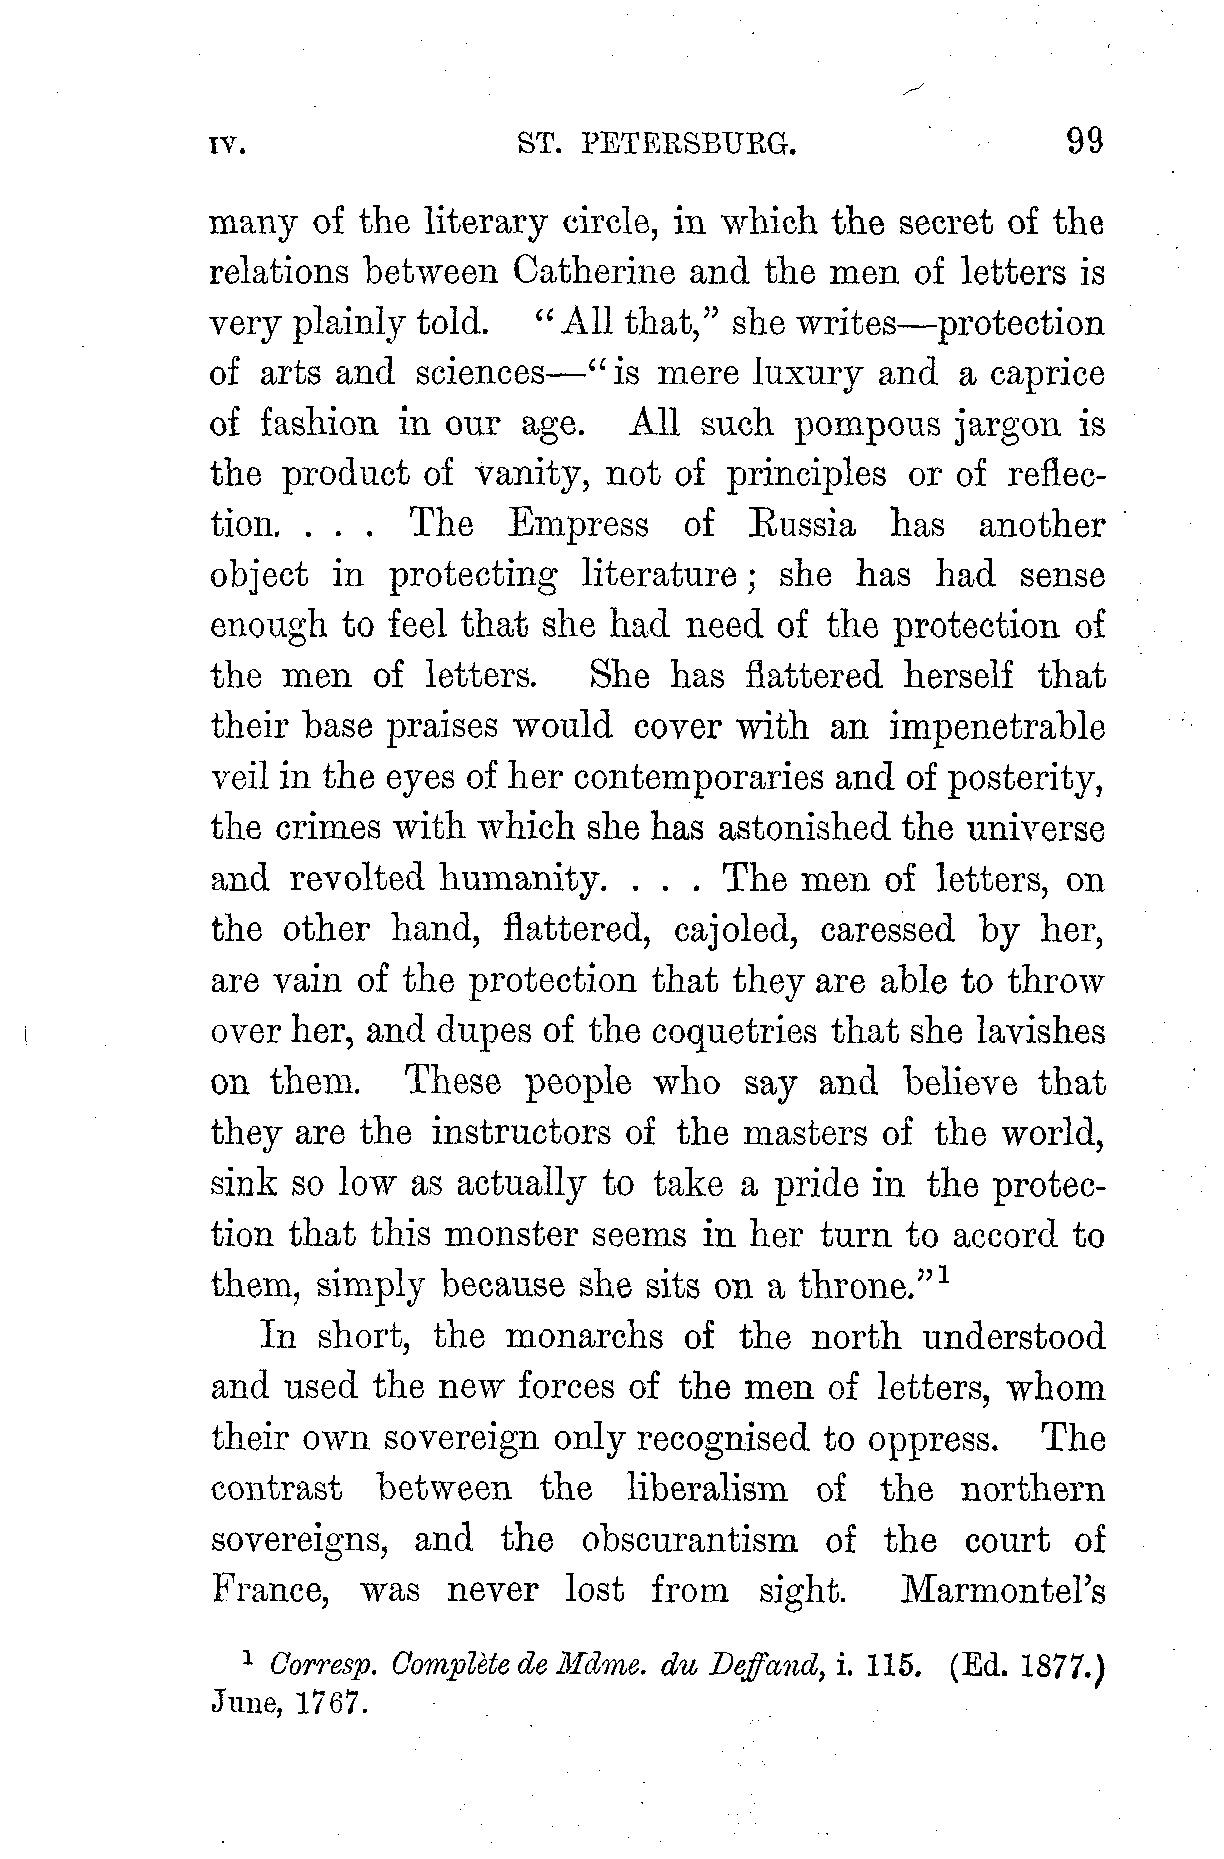 IV. ST. PETERSBURG. 99
many of the literary circle, in which the secret of the
relations between Catherine and the men of letters is
very plainly told. “All that,” she writes—protection
of arts and sciences—“is mere luxury and a caprice
of fashion in our age. All such pompous jargon is
the product of vanity, not of principles or of reflec-
tion. . . . The Empress of Russia has another
object in protecting literature; she has had sense
enough to feel that she had need of the protection of
the men of letters. She has flattered herself that
their base praises would cover with an impenetrable
veil in the eyes of her contemporaries and of posterity,
the crimes with which she has astonished the universe
and revolted humanity. . . . The men of letters, on
the other hand, flattered, cajoled, caressed by her,
are vain of the protection that they are able to throw
over her, and dupes of the coquetries that she lavishes
on them. These people who say and believe that
they are the instructors of the masters of the world,
sink so low as actually to take a pride in the protec-
tion that this monster seems in her turn to accord to
them, simply because she sits on a throne.”1
In short, the monarchs of the north understood
and used the new forces of the men of letters, whom
their own sovereign only recognised to oppress. The
contrast between the liberalism of the northern
sovereigns, and the obscurantism of the court of
France, was never lost from sight. Marmontel’s
1 Corresp. Complète de Mdme. du Deffand, i. 115. (Ed. 1877.)
June, 1767.